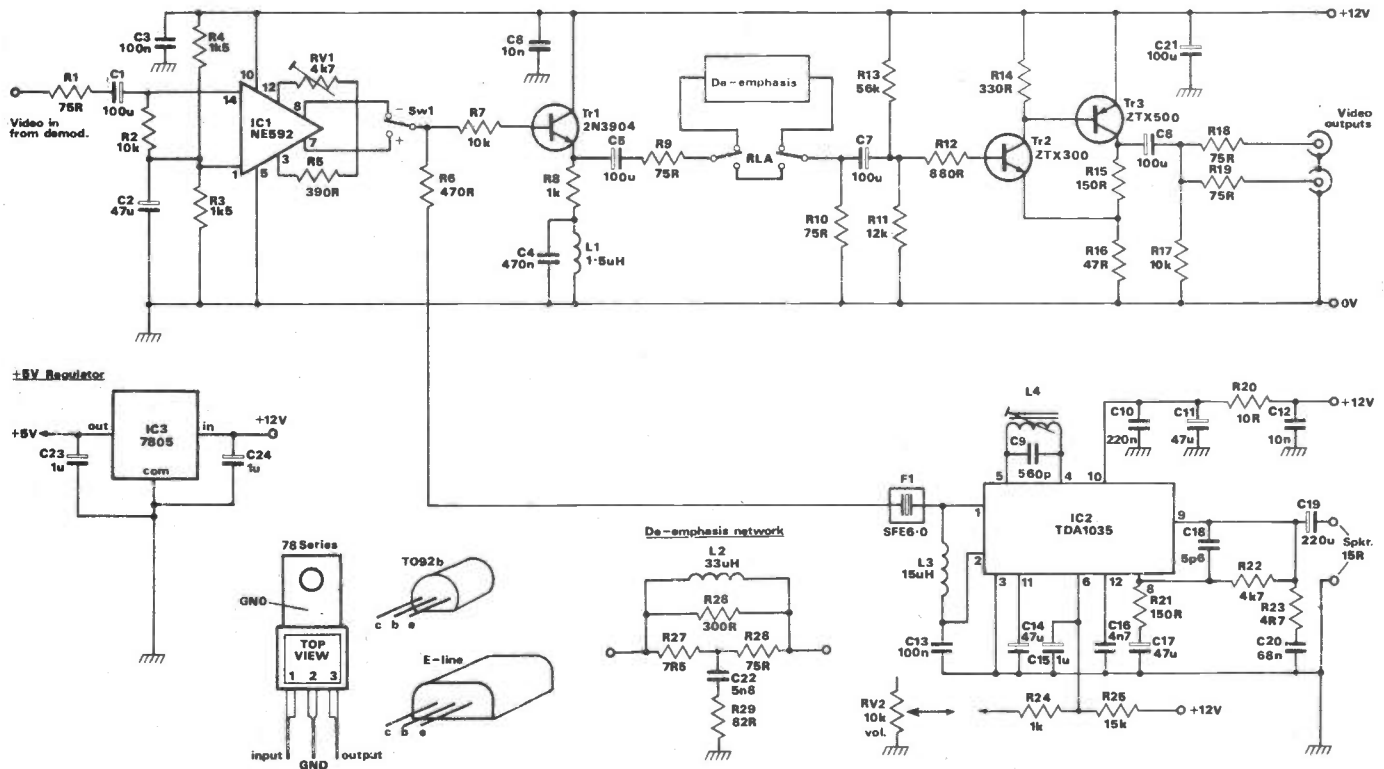 +12V
C3
100n
R4
1k5
C8
10n
R13
56k
R14
330R
C21
100u
RV1
4k7
10
12
De-emphasis
R1
75R
C1
100u
14
8
Sw1
−
+
R7
10k
Tr1
2N3904
Tr3
ZTX500
Video in
from demod.
R2
10k
IC1
NE592
7
C5
100u
R9
75R
RLA
C7
100u
R12
880R
Tr2
ZTX300
C8
100u
R18
75R
Video
outputs
1
3
5
R5
390R
R6
470R
R8
1k
R15
150R
R19
75R
C2
47u
R3
1k5
R10
75R
R11
12k
C4
470n
L1
1·5uH
R16
47R
R17
10k
0V
+5V Regulator
IC3
7805
out
in
com
+5V
+12V
C23
1u
C24
1u
L4
C9
560p
5
4
10
C10
220n
C11
47u
R20
10R
C12
10n
+12V
F1
SFE6·0
1
IC2
TDA1035
9
C18
5p6
C19
220u
Spkr.
15R
2
L3
15uH
3
11
6
12
8
R21
150R
R22
4k7
R23
4R7
C13
100n
C14
47u
C15
1u
C16
4n7
C17
47u
C20
68n
RV2
10k
vol.
R24
1k
R25
15k
+12V
78 Series
GND
TOP
VIEW
1 2 3
input
GND
output
TO92b
c b e
E-line
c b e
De-emphasis network
L2
33uH
R28
300R
R27
7R5
R28
75R
C22
5n8
R29
82R